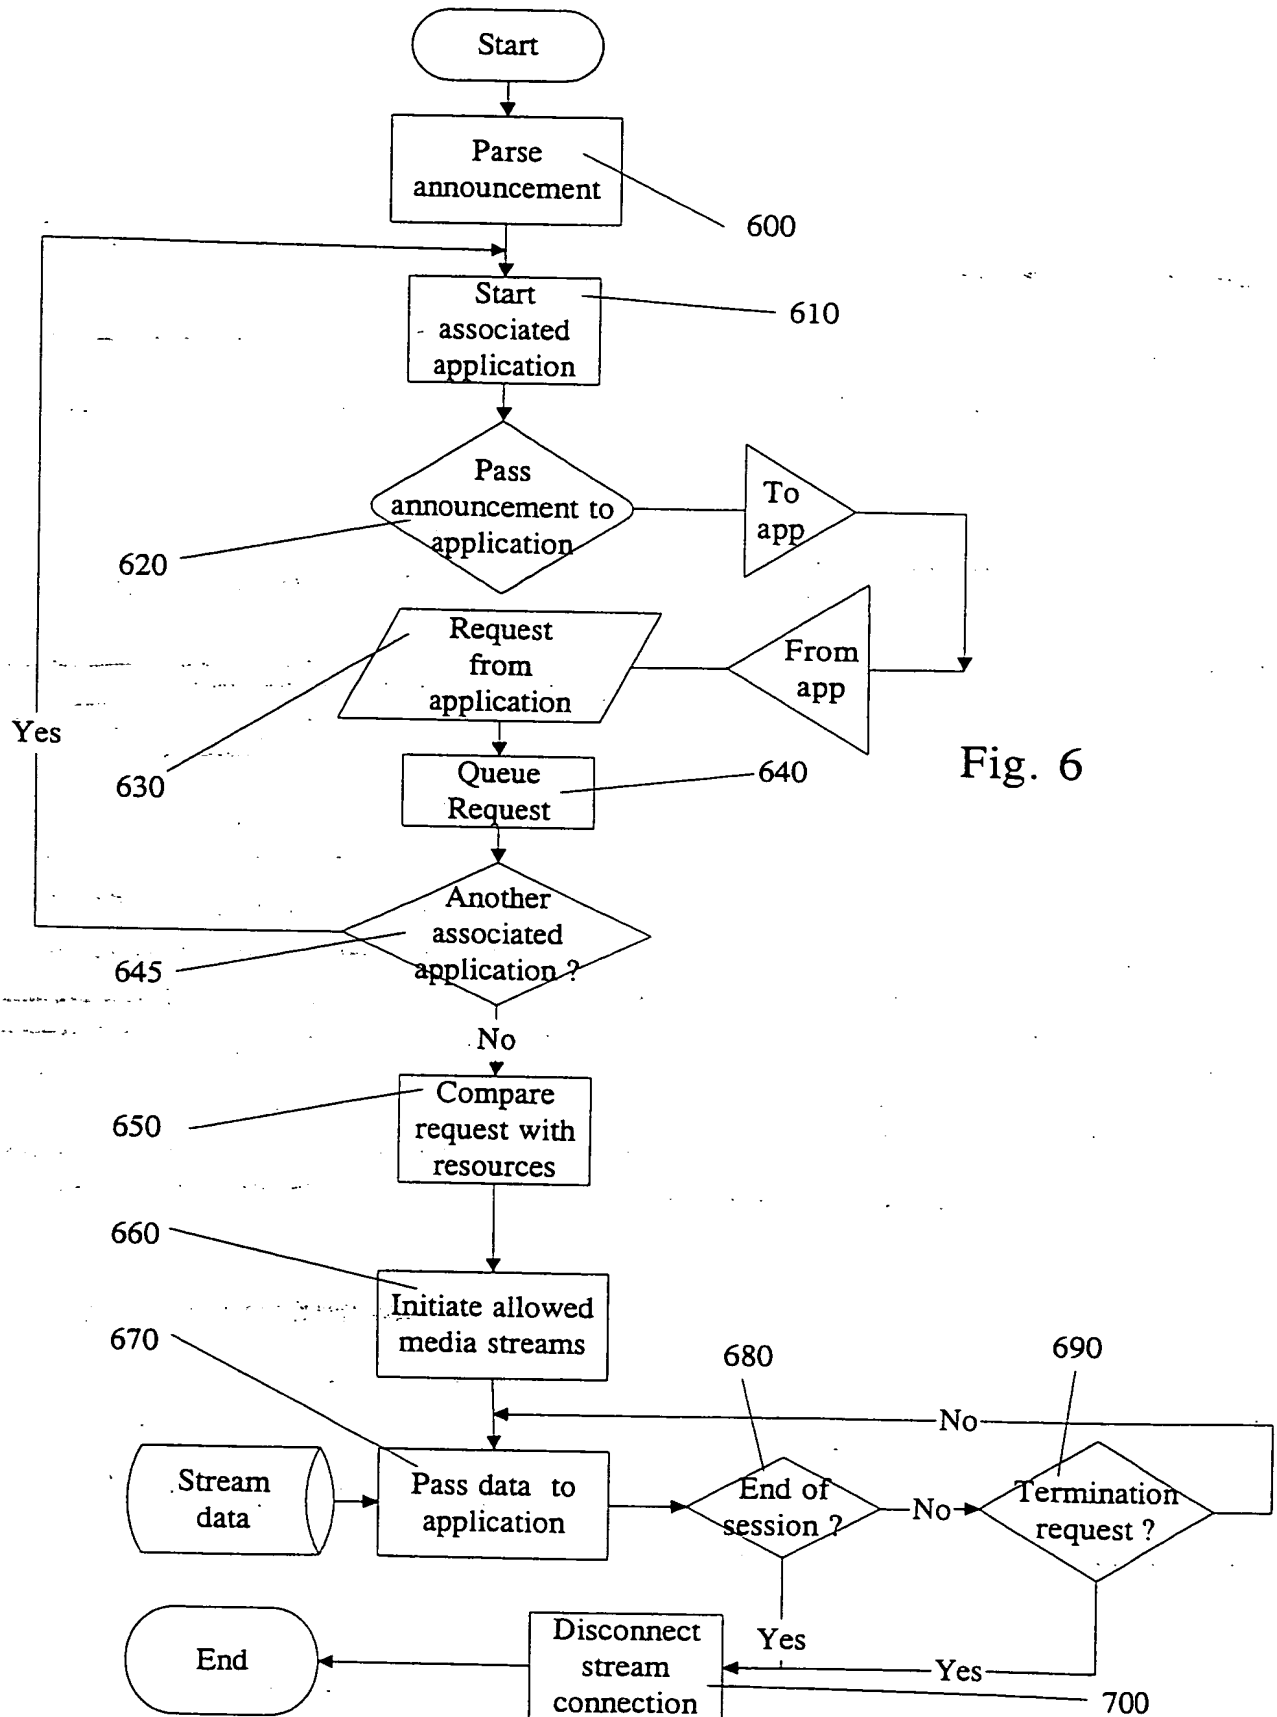 Start
Parse
announcement
600
Start
associated
application
610
Pass
announcement to
application
620
To
app
From
app
Request
from
application
630
Yes
Fig. 6
Queue
Request
640
Another
associated
application ?
645
No
Compare
request with
resources
650
660
Initiate allowed
media streams
670
680
690
No
Stream
data
Pass data to
application
End of
session ?
No
Termination
request ?
Yes
Yes
Disconnect
stream
connection
700
End